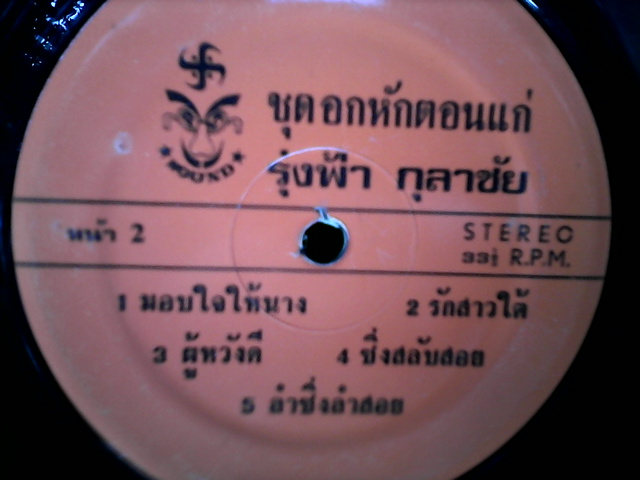 ชุดอกหักตอนแก่
รุ่งฟ้า กุลาชัย
SOUND
หน้า 2
STEREO
33⅓ R.P.M.
1 มอบใจให้นาง 2 รักสาวใต้
3 ผู้หวังดี 4 ซิ่งสลับสอย
5 ลำซิ่งลำสอย